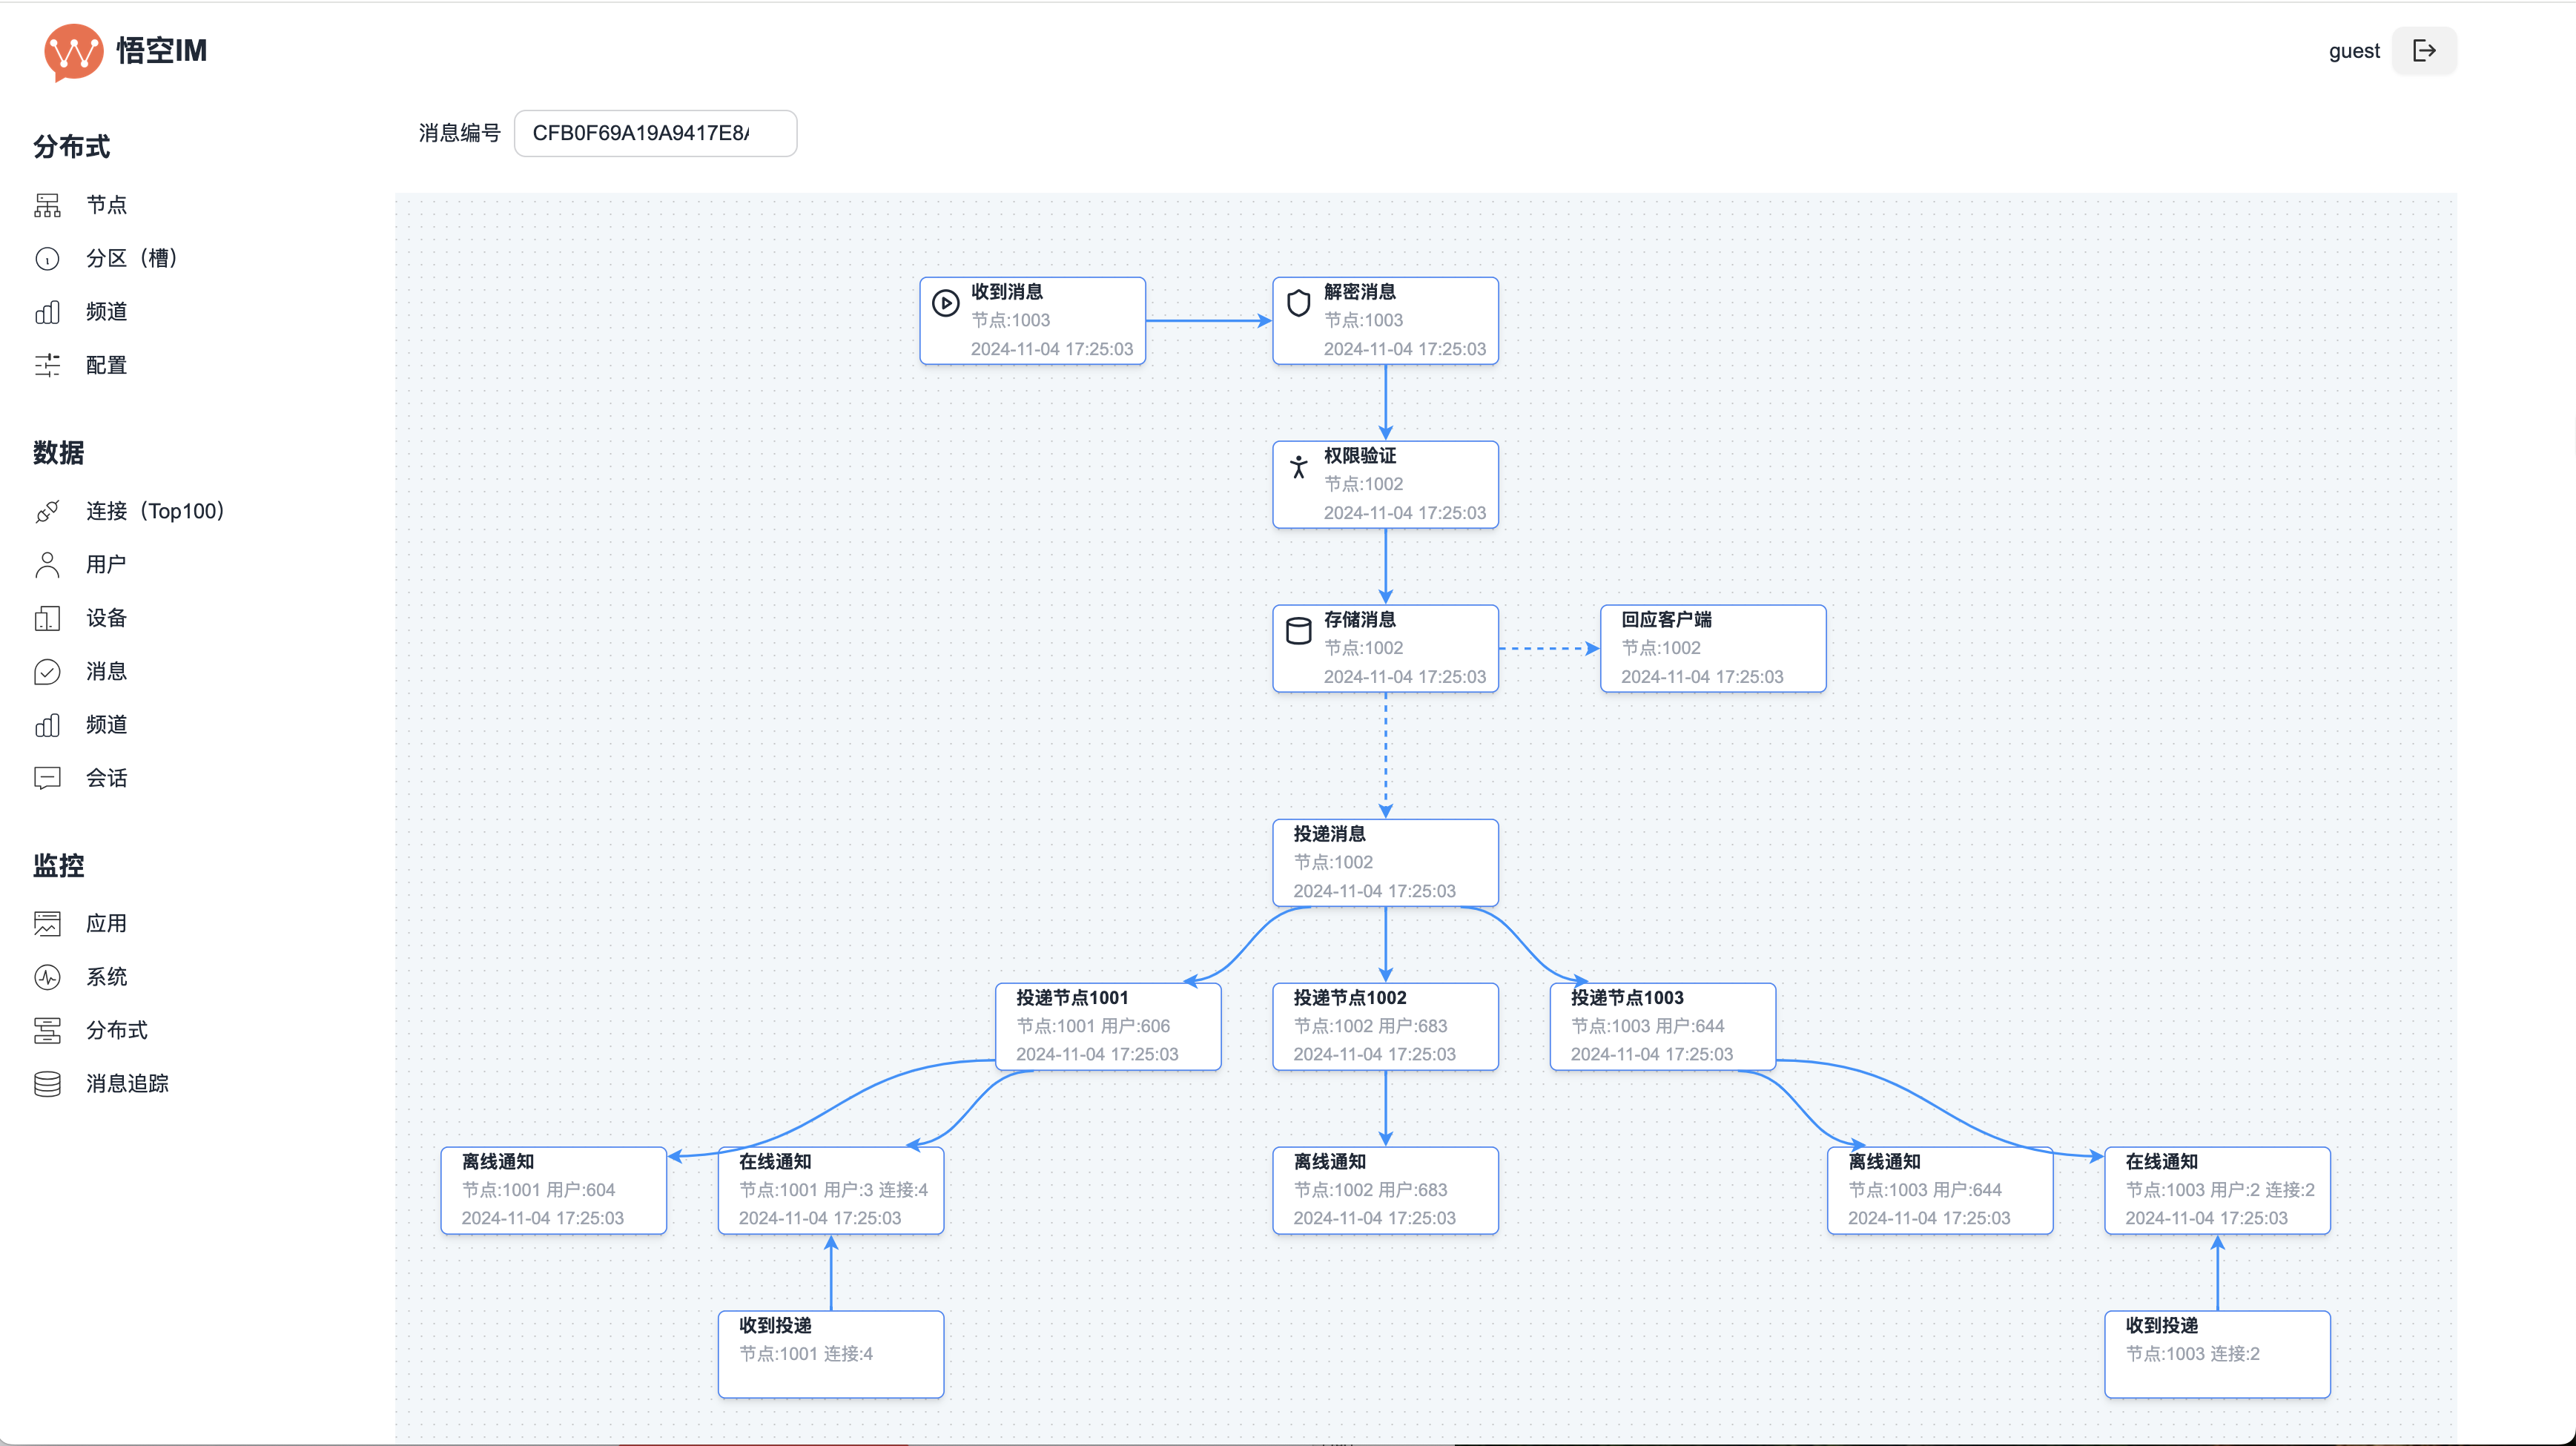 悟空IM
guest
分布式
节点
分区（槽）
频道
配置
数据
连接（Top100）
用户
设备
消息
频道
会话
监控
应用
系统
分布式
消息追踪
消息编号 CFB0F69A19A9417E8
收到消息
节点:1003
2024-11-04 17:25:03
解密消息
节点:1003
2024-11-04 17:25:03
权限验证
节点:1002
2024-11-04 17:25:03
存储消息
节点:1002
2024-11-04 17:25:03
回应客户端
节点:1002
2024-11-04 17:25:03
投递消息
节点:1002
2024-11-04 17:25:03
投递节点1001
节点:1001 用户:606
2024-11-04 17:25:03
投递节点1002
节点:1002 用户:683
2024-11-04 17:25:03
投递节点1003
节点:1003 用户:644
2024-11-04 17:25:03
离线通知
节点:1001 用户:604
2024-11-04 17:25:03
在线通知
节点:1001 用户:3 连接:4
2024-11-04 17:25:03
离线通知
节点:1002 用户:683
2024-11-04 17:25:03
离线通知
节点:1003 用户:644
2024-11-04 17:25:03
在线通知
节点:1003 用户:2 连接:2
2024-11-04 17:25:03
收到投递
节点:1001 连接:4
收到投递
节点:1003 连接:2